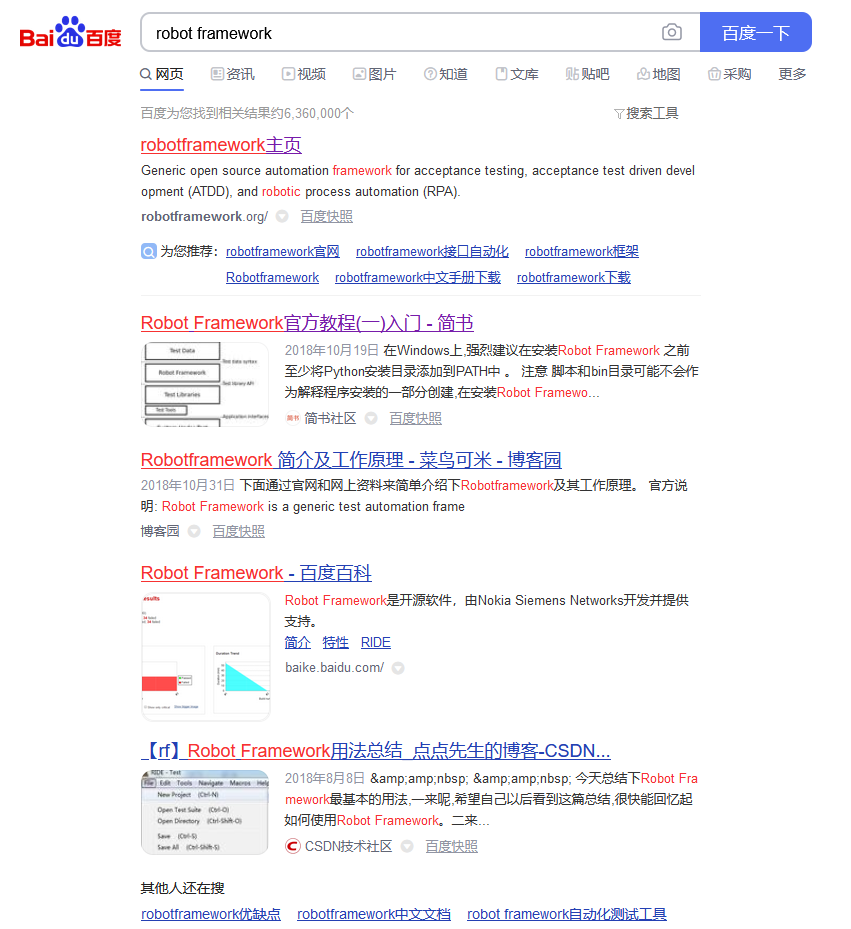 Bai du 百度
robot framework
百度一下
网页 资讯 视频 图片 知道 文库 贴吧 地图 采购 更多
百度为您找到相关结果约6,360,000个
搜索工具
robotframework主页
Generic open source automation framework for acceptance testing, acceptance test driven devel
opment (ATDD), and robotic process automation (RPA).
robotframework.org/ 百度快照
为您推荐: robotframework官网 robotframework接口自动化 robotframework框架
Robotframework robotframework中文手册下载 robotframework下载
Robot Framework官方教程(一)入门 - 简书
Test Data
Test data syntax
Robot Framework
Test library API
Test Libraries
Test Tools
Application interfaces
2018年10月19日 在Windows上,强烈建议在安装Robot Framework 之前
至少将Python安装目录添加到PATH中 。 注意 脚本和bin目录可能不会作
为解释程序安装的一部分创建,在安装Robot Framewo...
简书 简书社区 百度快照
Robotframework 简介及工作原理 - 菜鸟可米 - 博客园
2018年10月31日 下面通过官网和网上资料来简单介绍下Robotframework及其工作原理。 官方说
明: Robot Framework is a generic test automation frame
博客园 百度快照
Robot Framework - 百度百科
Robot Framework是开源软件，由Nokia Siemens Networks开发并提供
支持。
简介 特性 RIDE
baike.baidu.com/
【rf】Robot Framework用法总结_点点先生的博客-CSDN...
RIDE - Test
File Edit Tools Navigate Macros Help
New Project (Ctrl-N)
Open Test Suite (Ctrl-O)
Open Directory (Ctrl-Shift-O)
Save (Ctrl-S)
Save All (Ctrl-Shift-S)
2018年8月8日 &amp;amp;nbsp; &amp;amp;nbsp; 今天总结下Robot Fra
mework最基本的用法,一来呢,希望自己以后看到这篇总结,很快能回忆起
如何使用Robot Framework。二来...
CSDN技术社区 百度快照
其他人还在搜
robotframework优缺点 robotframework中文文档 robot framework自动化测试工具